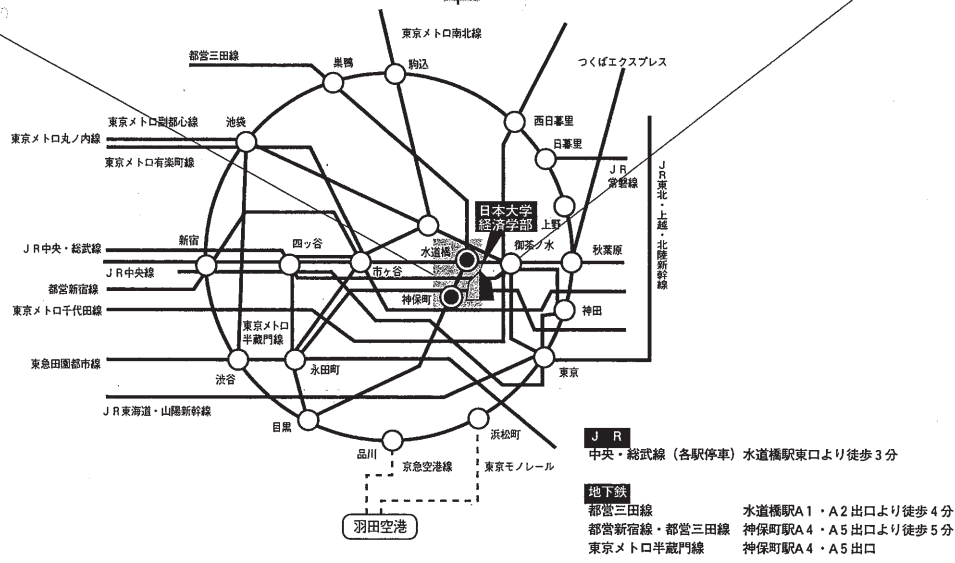 東京メトロ南北線
都営三田線
巣鴨
駒込
つくばエクスプレス
東京メトロ副都心線
池袋
西日暮里
東京メトロ丸ノ内線
日暮里
東京メトロ有楽町線
JR
常磐線
JR東北・上越・北陸新幹線
日本大学
経済学部
上野
新宿
四ッ谷
水道橋
御茶ノ水
秋葉原
JR中央・総武線
JR中央線
市ヶ谷
都営新宿線
神保町
東京メトロ千代田線
神田
東京メトロ
半蔵門線
東急田園都市線
渋谷
永田町
東京
JR東海道・山陽新幹線
目黒
浜松町
品川
京急空港線
東京モノレール
羽田空港
JR
中央・総武線（各駅停車）水道橋駅東口より徒歩3分
地下鉄
都営三田線 水道橋駅A1・A2出口より徒歩4分
都営新宿線・都営三田線 神保町駅A4・A5出口より徒歩5分
東京メトロ半蔵門線 神保町駅A4・A5出口